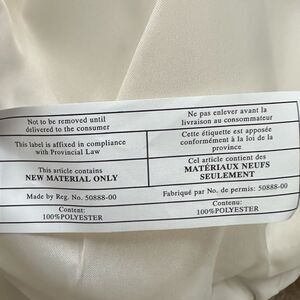 Not to be removed until
delivered to the consumer
This label is affixed in compliance
with Provincial Law
This article contains
NEW MATERIAL ONLY
Made by Reg. No. 50888-00
Content:
100%POLYESTER
Ne pas enlever avant la
livraison au consommateur
Cette étiquette est apposée
conformément à la loi de la
province
Cel article contient des
MATÉRIAUX NEUFS
SEULEMENT
Fabriqué par No. de permis: 50888-00
Contenu:
100%POLYESTER